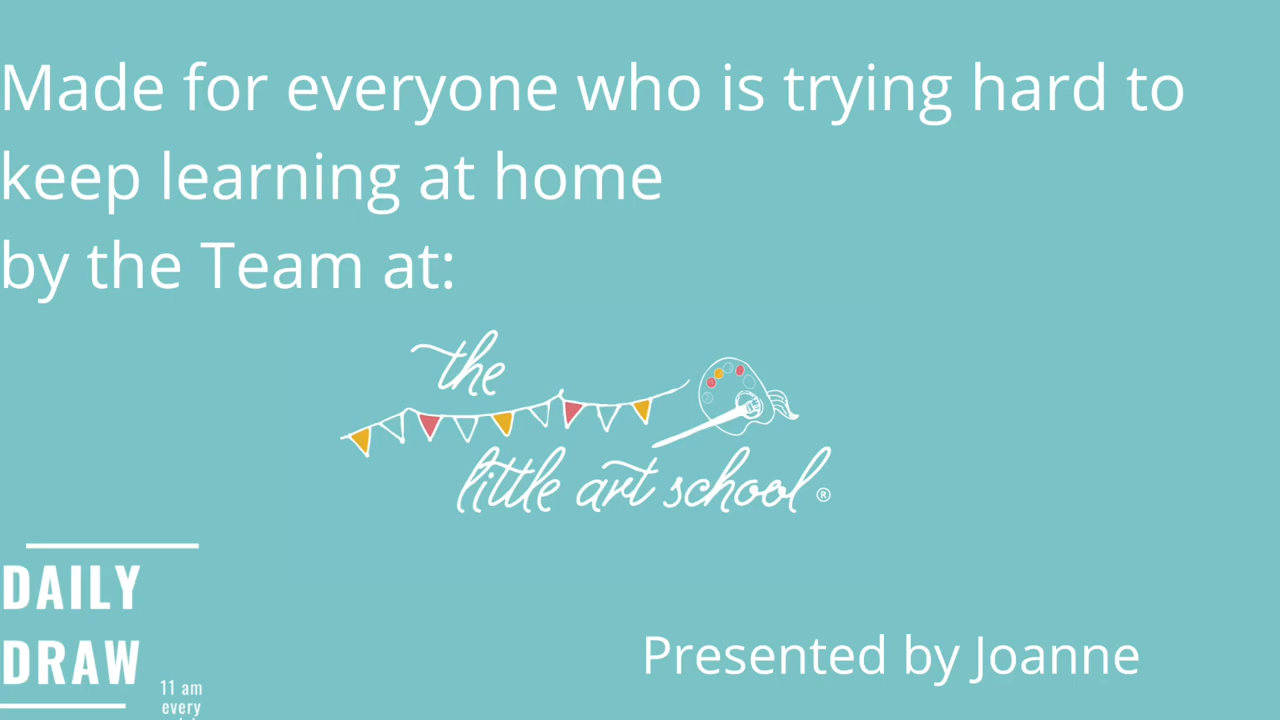 Made for everyone who is trying hard to
keep learning at home
by the Team at:
the
little art school ®
DAILY
DRAW
11 am
every
Presented by Joanne